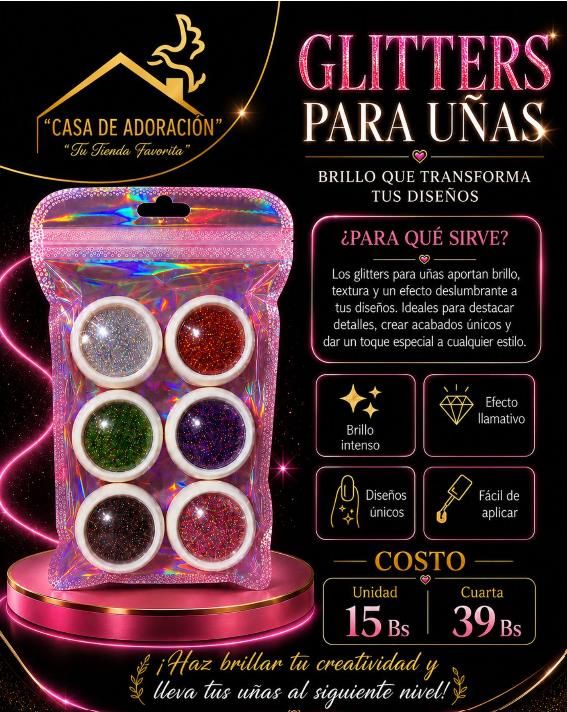 "CASA DE ADORACIÓN"
"Tu Tienda Favorita"
GLITTERS
PARA UÑAS
BRILLO QUE TRANSFORMA
TUS DISEÑOS
¿PARA QUÉ SIRVE?
Los glitters para uñas aportan brillo,
textura y un efecto deslumbrante a
tus diseños. Ideales para destacar
detalles, crear acabados únicos y
dar un toque especial a cualquier estilo.
Brillo
intenso
Efecto
llamativo
Diseños
únicos
Fácil de
aplicar
COSTO
Unidad
15 Bs
Cuarta
39 Bs
¡Haz brillar tu creatividad y
lleva tus uñas al siguiente nivel!